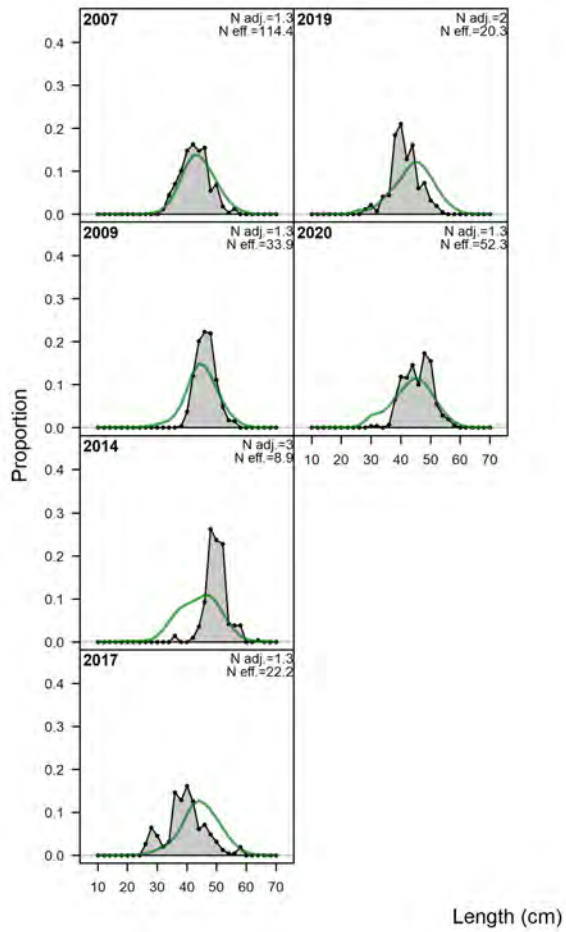 2007
N adj.=1.3
N eff.=114.4
0.4
0.3
0.2
0.1
0.0
2019
N adj.=2
N eff.=20.3
2009
N adj.=1.3
N eff.=33.9
0.4
0.3
0.2
0.1
0.0
2020
N adj.=1.3
N eff.=52.3
10 20 30 40 50 60 70
2014
N adj.=3
N eff.=8.9
0.4
0.3
0.2
0.1
0.0
2017
N adj.=1.3
N eff.=22.2
0.4
0.3
0.2
0.1
0.0
10 20 30 40 50 60 70
Proportion
Length (cm)